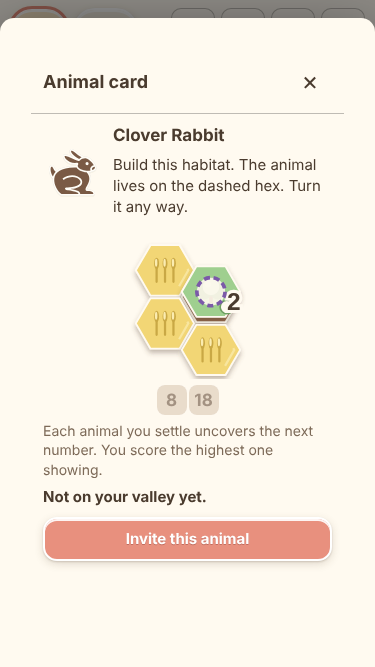 Animal card
Clover Rabbit
Build this habitat. The animal
lives on the dashed hex. Turn
it any way.
2
8 18
Each animal you settle uncovers the next
number. You score the highest one
showing.
Not on your valley yet.
Invite this animal